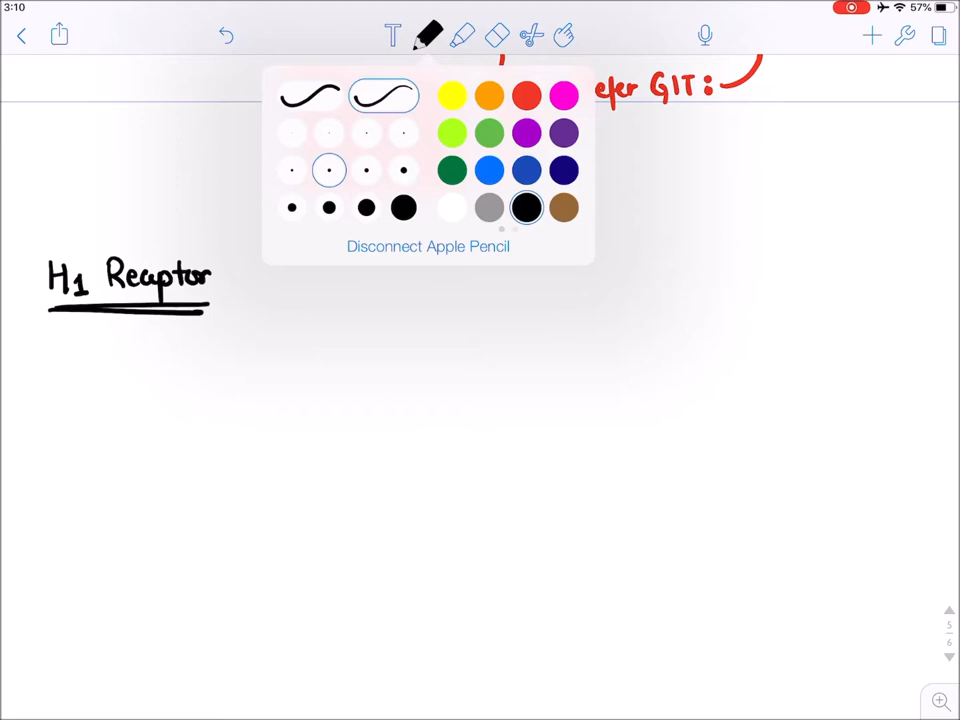 3:10
57%
T
efer GIT:
Disconnect Apple Pencil
H1 Receptor
5
6